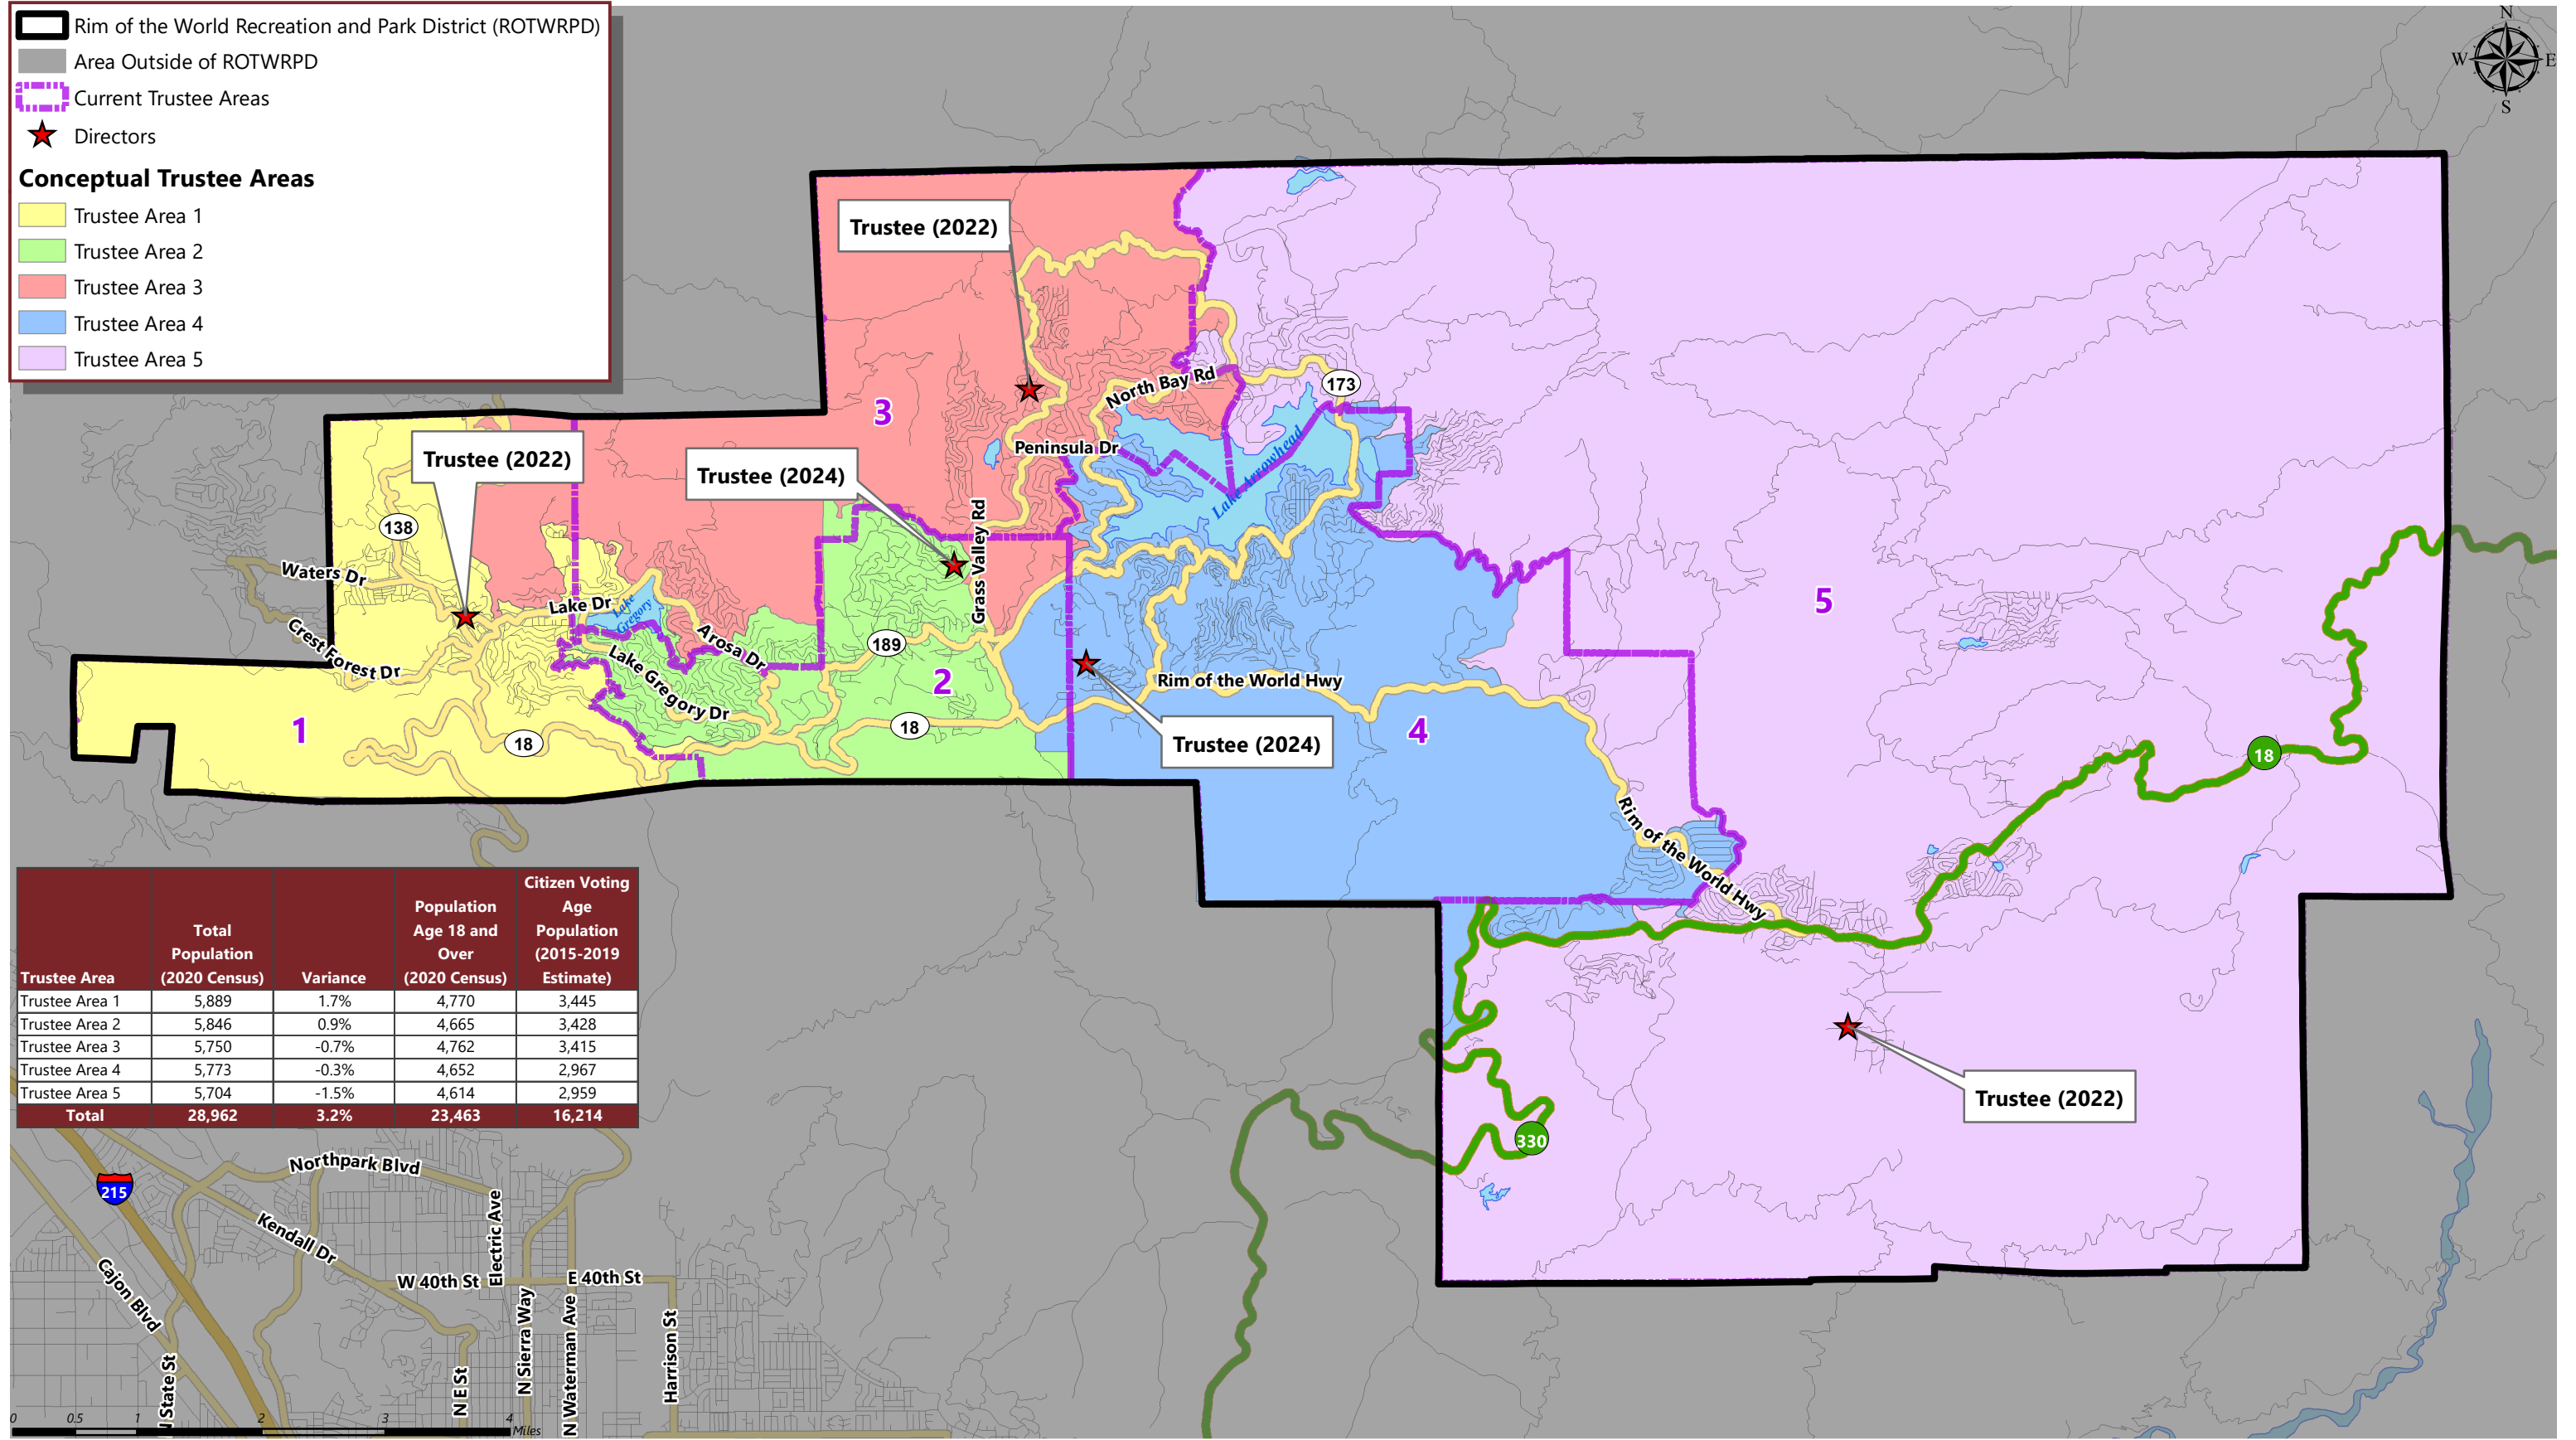 Rim of the World Recreation and Park District (ROTWRPD)
Area Outside of ROTWRPD
Current Trustee Areas
Directors
Conceptual Trustee Areas
Trustee Area 1
Trustee Area 2
Trustee Area 3
Trustee Area 4
Trustee Area 5
N
W E
S
Trustee (2022)
3
North Bay Rd
173
Peninsula Dr
Lake Arrowhead
Trustee (2022)
Trustee (2024)
138
Grass Valley Rd
Waters Dr
Lake Dr
Lake
Gregory
Crest Forest Dr
Arosa Dr
189
Lake Gregory Dr
2
Rim of the World Hwy
1
18
18
4
Trustee (2024)
5
18
Rim of the World Hwy
Trustee (2022)
330
Trustee Area
Total
Population
(2020 Census)
Variance
Population
Age 18 and
Over
(2020 Census)
Citizen Voting
Age
Population
(2015-2019
Estimate)
Trustee Area 1 5,889 1.7% 4,770 3,445
Trustee Area 2 5,846 0.9% 4,665 3,428
Trustee Area 3 5,750 -0.7% 4,762 3,415
Trustee Area 4 5,773 -0.3% 4,652 2,967
Trustee Area 5 5,704 -1.5% 4,614 2,959
Total 28,962 3.2% 23,463 16,214
Northpark Blvd
215
Kendall Dr
Electric Ave
Cajon Blvd
W 40th St
E 40th St
N Sierra Way
N Waterman Ave
Harrison St
N State St
N E St
0 0.5 1 2 3 4
Miles